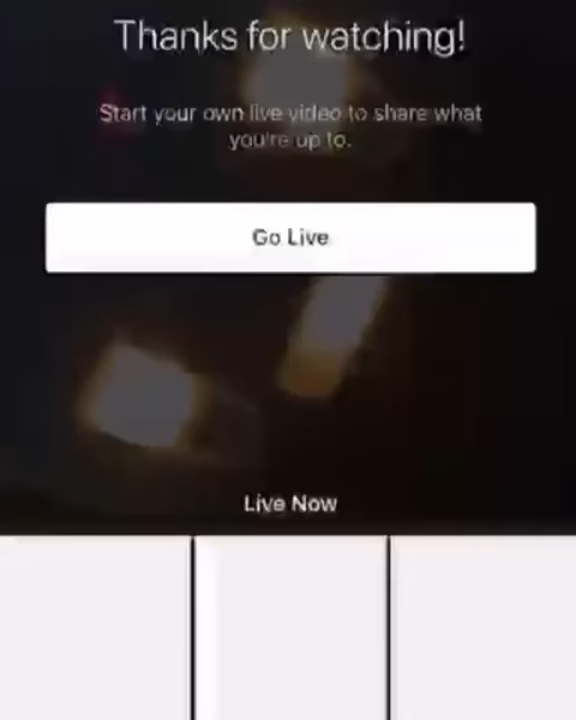 Thanks for watching!
Start your own live video to share what
you're up to.
Go Live
Live Now